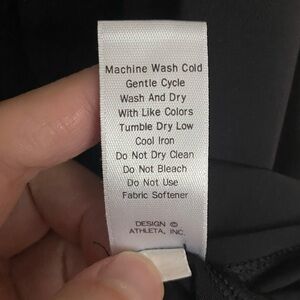 Machine Wash Cold
Gentle Cycle
Wash And Dry
With Like Colors
Tumble Dry Low
Cool Iron
Do Not Dry Clean
Do Not Bleach
Do Not Use
Fabric Softener
DESIGN ©
ATHLETA, INC.